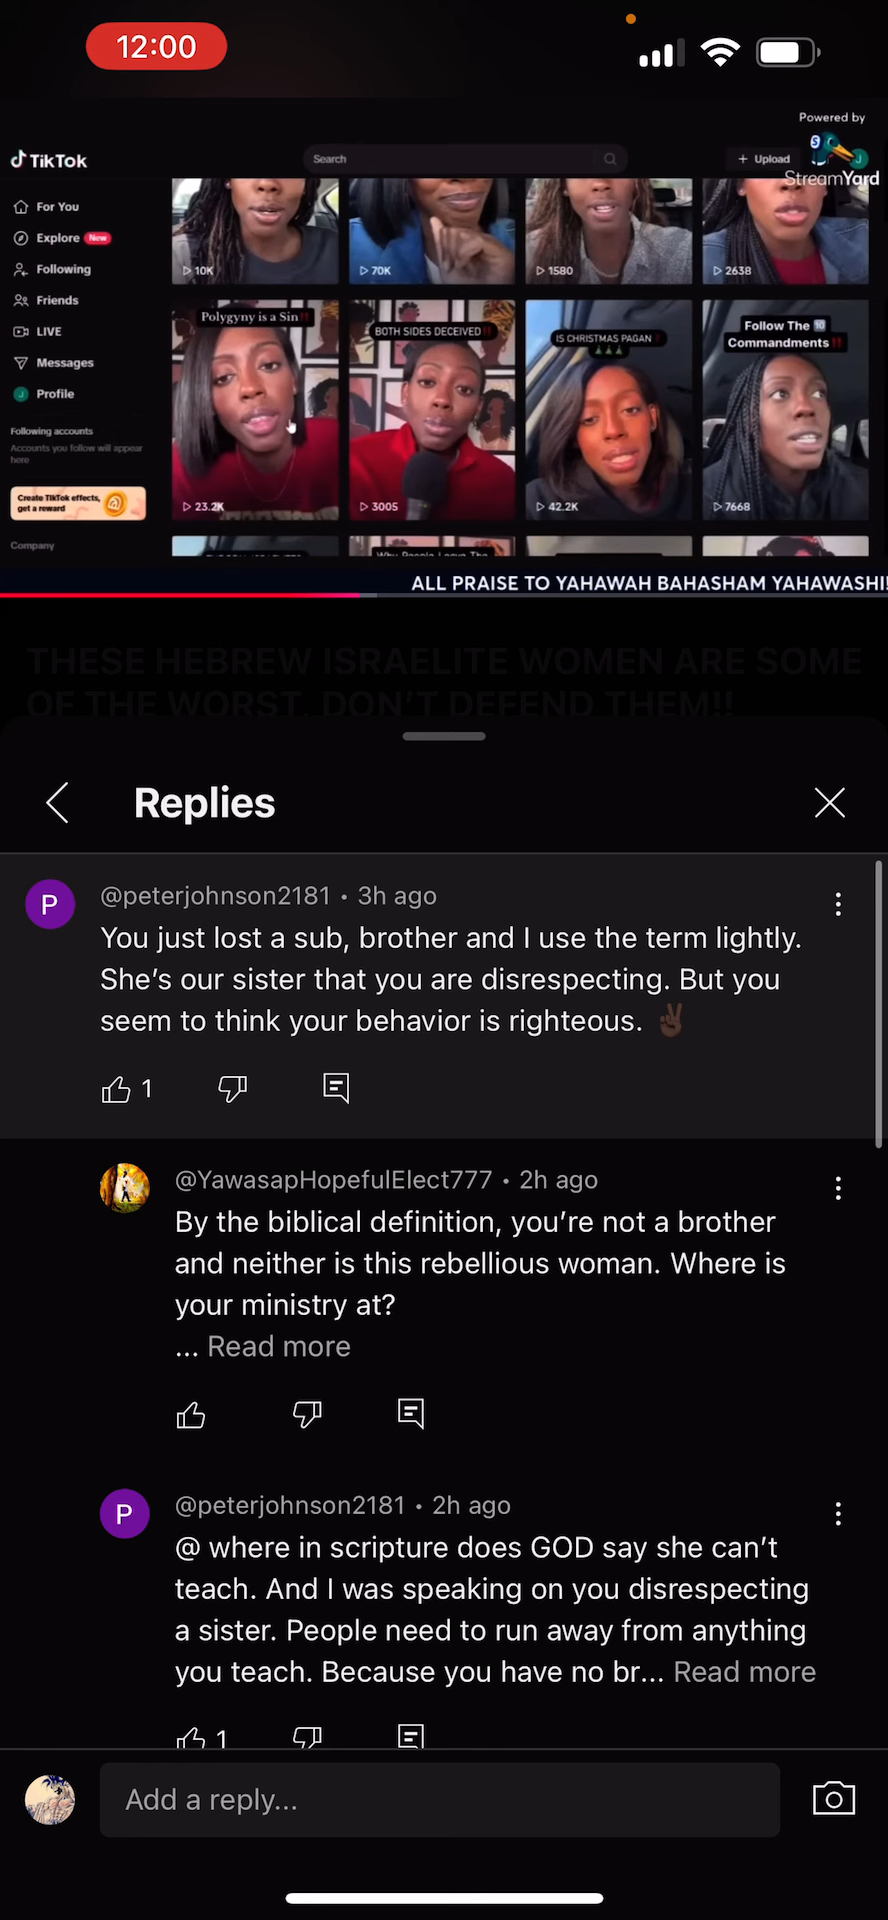 12:00
Powered by
StreamYard
TikTok
Search
+ Upload
For You
Explore New
Following
Friends
LIVE
Messages
Profile
Following accounts
Accounts you follow will appear
here
Create TikTok effects,
get a reward
Company
10K
70K
1580
2638
Polygyny is a Sin‼
23.2K
BOTH SIDES DECEIVED‼
3005
IS CHRISTMAS PAGAN
42.2K
Follow The 🔟
Commandments‼
7668
Why People Leave The
ALL PRAISE TO YAHAWAH BAHASHAM YAHAWASHI!
THESE HEBREW ISRAELITE WOMEN ARE SOME
OF THE WORST. DON'T DEFEND THEM!!
Replies
P
@peterjohnson2181 • 3h ago
You just lost a sub, brother and I use the term lightly.
She’s our sister that you are disrespecting. But you
seem to think your behavior is righteous. ✌🏿
1
@YawasapHopefulElect777 • 2h ago
By the biblical definition, you’re not a brother
and neither is this rebellious woman. Where is
your ministry at?
... Read more
P
@peterjohnson2181 • 2h ago
@ where in scripture does GOD say she can’t
teach. And I was speaking on you disrespecting
a sister. People need to run away from anything
you teach. Because you have no br... Read more
1
Add a reply...